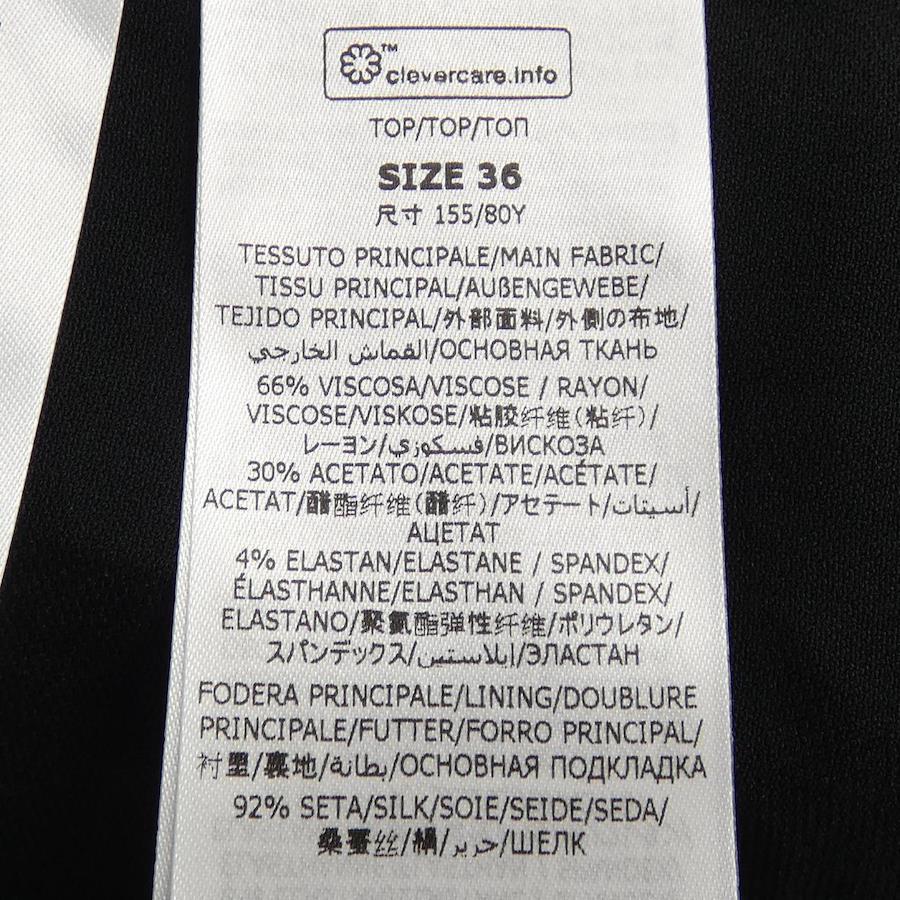 ™
clevercare.info
TOP/TOP/ТОП
SIZE 36
尺寸 155/80Y
TESSUTO PRINCIPALE/MAIN FABRIC/
TISSU PRINCIPAL/AUßENGEWEBE/
TEJIDO PRINCIPAL/外部面料/外側の布地/
القماش الخارجي/ОСНОВНАЯ ТКАНЬ
66% VISCOSA/VISCOSE / RAYON/
VISCOSE/VISKOSE/粘胶纤维(粘纤)/
レーヨン/فسكوزي/ВИСКОЗА
30% ACETATO/ACETATE/ACÉTATE/
ACETAT/醋酯纤维(醋纤)/アセテート/أسيتات/
АЦЕТАТ
4% ELASTAN/ELASTANE / SPANDEX/
ÉLASTHANNE/ELASTHAN / SPANDEX/
ELASTANO/聚氨酯弹性纤维/ポリウレタン/
スパンデックス/إيلاستين/ЭЛАСТАН
FODERA PRINCIPALE/LINING/DOUBLURE
PRINCIPALE/FUTTER/FORRO PRINCIPAL/
衬里/裏地/بطانة/ОСНОВНАЯ ПОДКЛАДКА
92% SETA/SILK/SOIE/SEIDE/SEDA/
桑蚕丝/絹/حرير/ШЕЛК